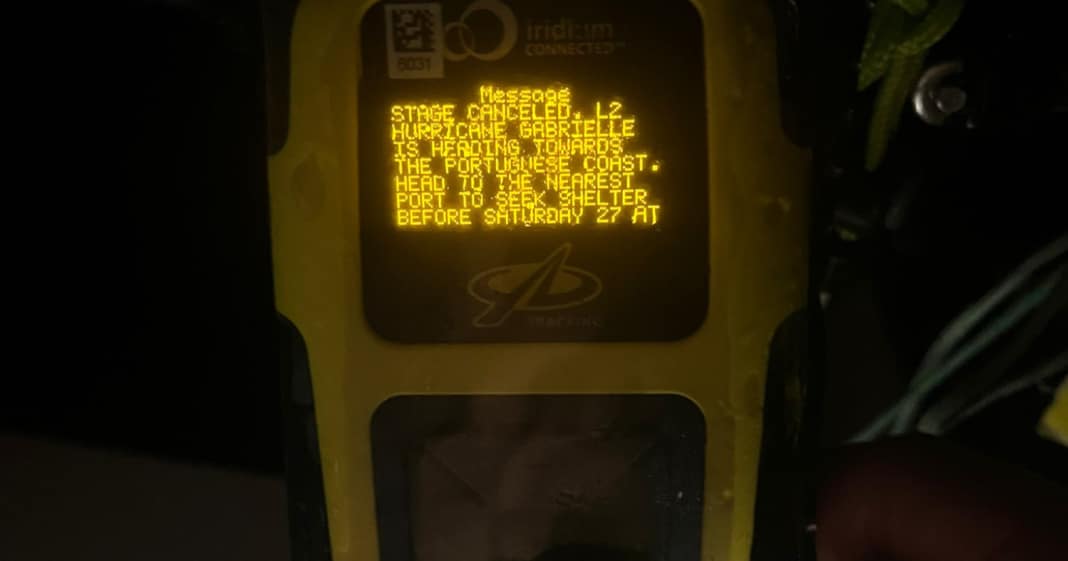 6031
iridium
CONNECTED
Message
STAGE CANCELED. L2
HURRICANE GABRIELLE
IS HEADING TOWARDS
THE PORTUGUESE COAST.
HEAD TO THE NEAREST
PORT TO SEEK SHELTER
BEFORE SATURDAY 27 AT
TRACKING